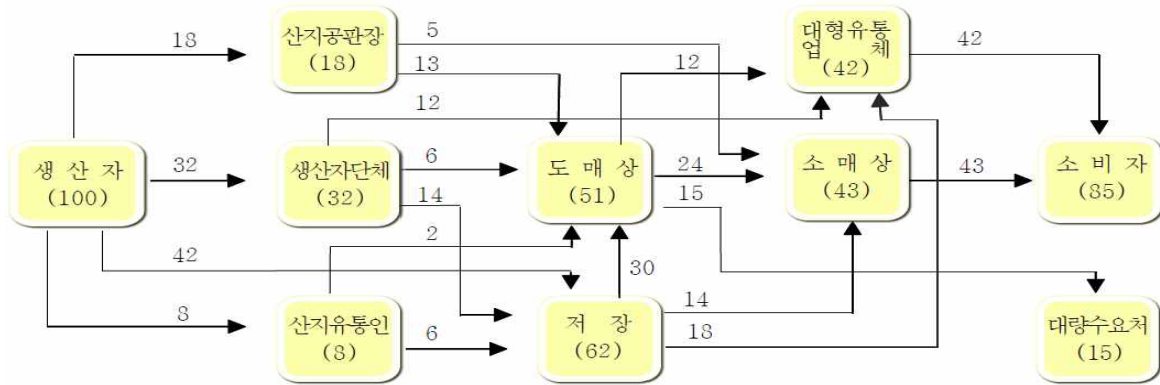 18
산지공판장
(18)
5
13
12
대형유통
업 체
(42)
42
12
생 산 자
(100)
32
생산자단체
(32)
6
14
도 매 상
(51)
24
15
소 매 상
(43)
43
소 비 자
(85)
2
42
30
8
산지유통인
(8)
6
저 장
(62)
14
18
대량수요처
(15)